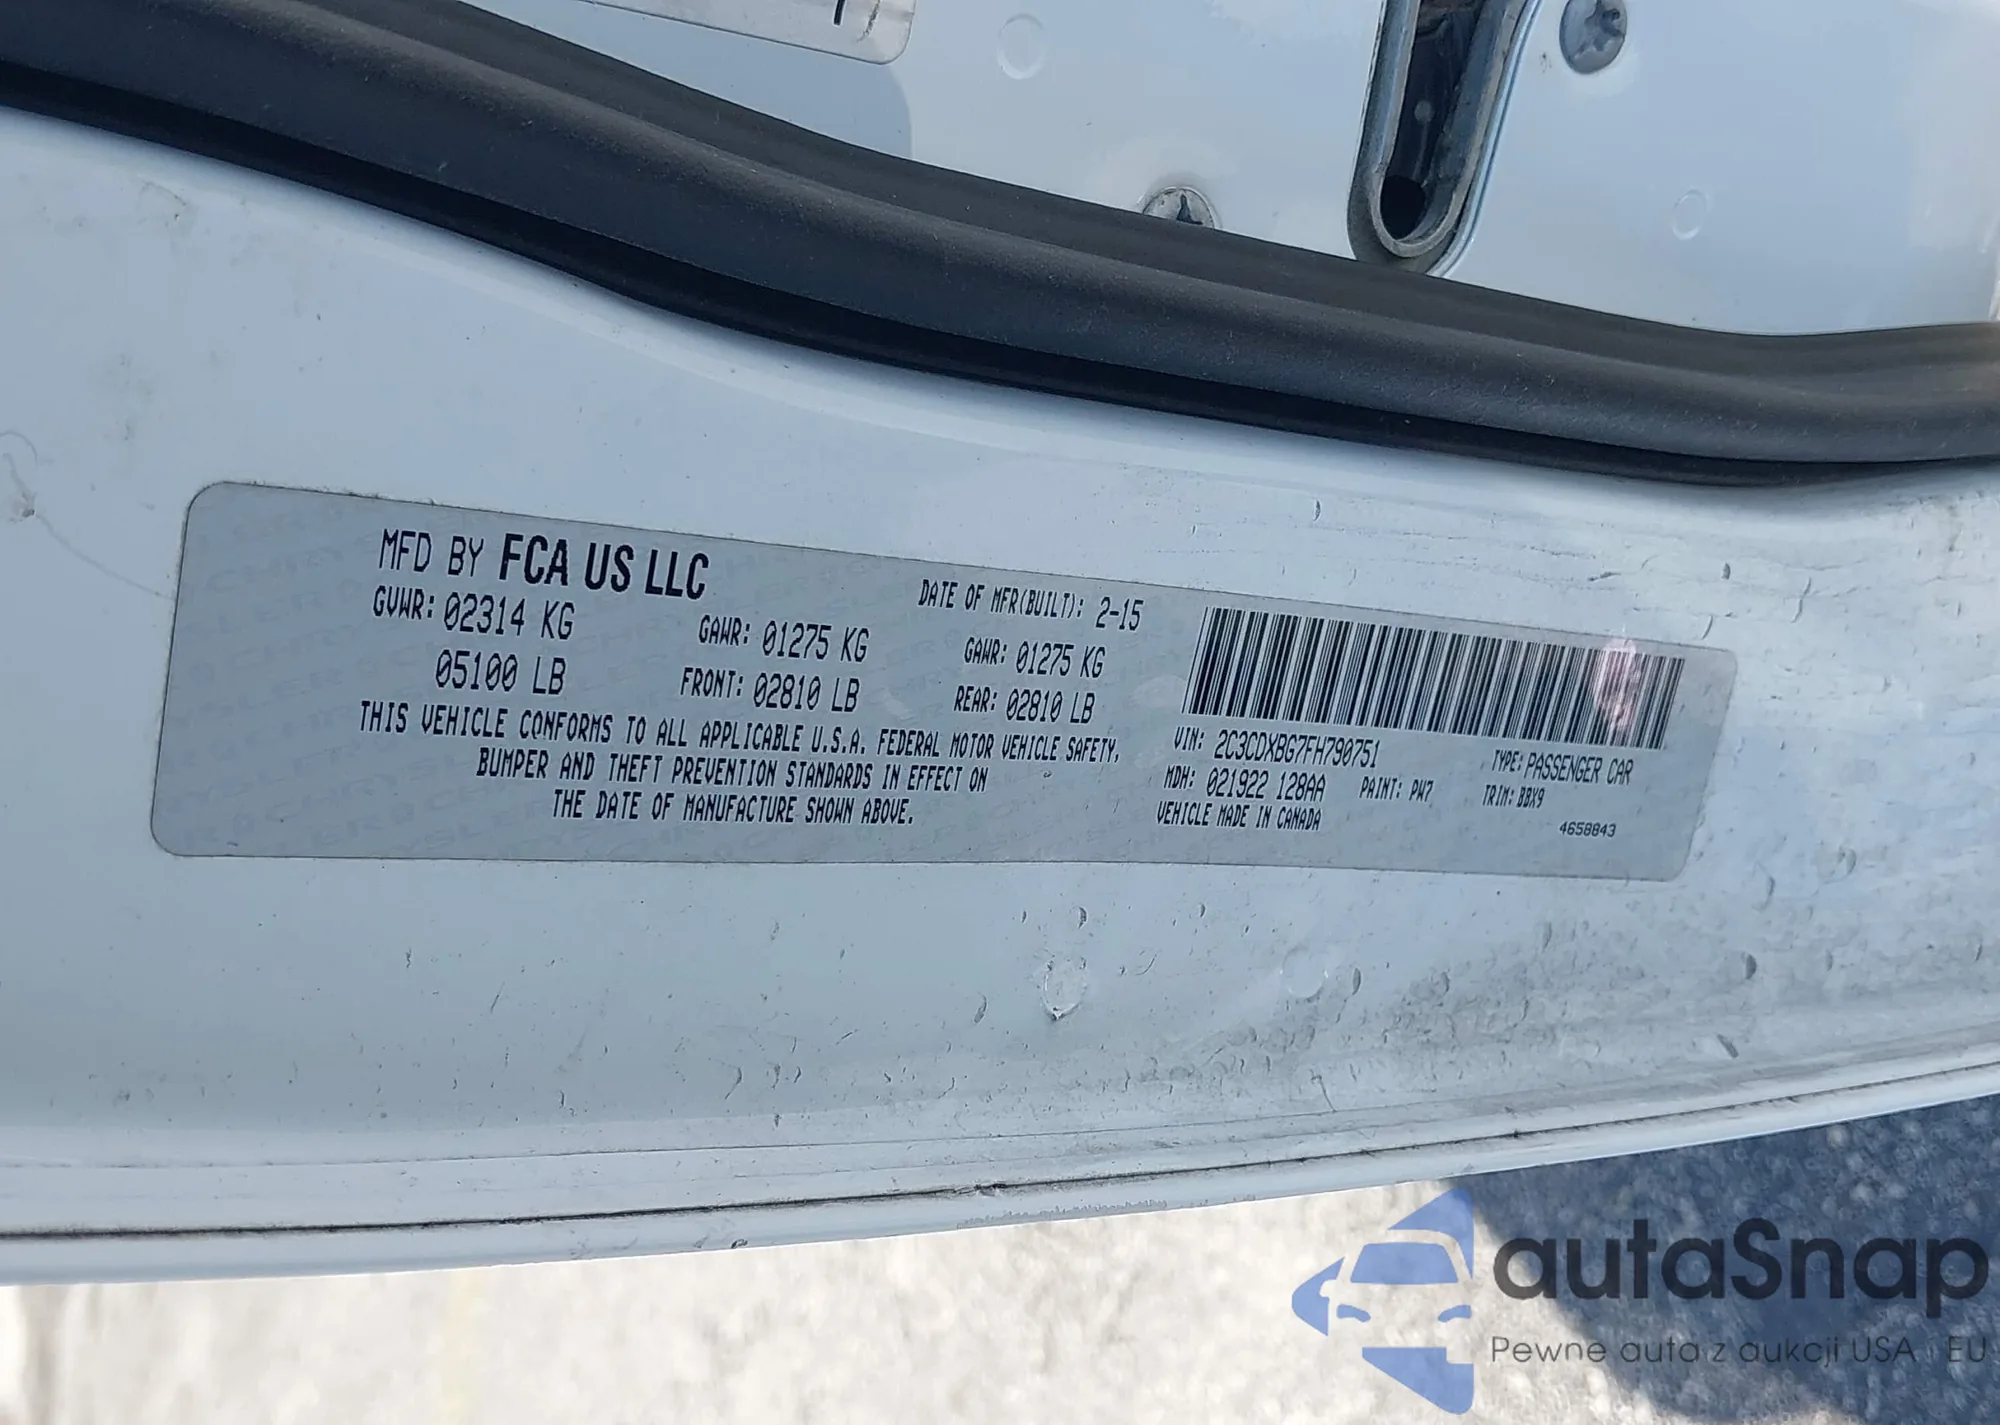 MFD BY FCA US LLC
DATE OF MFR(BUILT): 2-15
GVWR: 02314 KG GAWR: 01275 KG GAWR: 01275 KG
05100 LB FRONT: 02810 LB REAR: 02810 LB
THIS VEHICLE CONFORMS TO ALL APPLICABLE U.S.A. FEDERAL MOTOR VEHICLE SAFETY,
BUMPER AND THEFT PREVENTION STANDARDS IN EFFECT ON
THE DATE OF MANUFACTURE SHOWN ABOVE.
VIN: 2C3CDXBG7FH790751 TYPE: PASSENGER CAR
MDH: 021922 128AA PAINT: PW7 TRIM: BBX9
VEHICLE MADE IN CANADA 4658843
autaSnap
Pewne auta z aukcji USA i EU